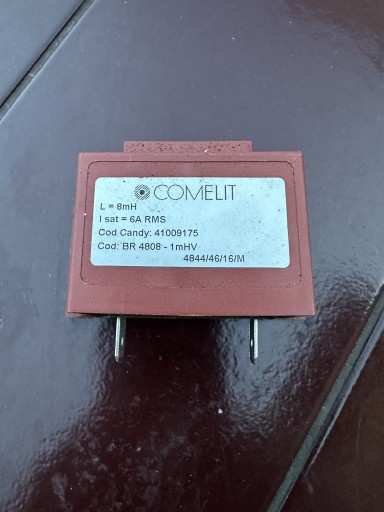 COMELIT
L = 8mH
I sat = 6A RMS
Cod Candy: 41009175
Cod: BR 4808 - 1mHV
4844/46/16/M